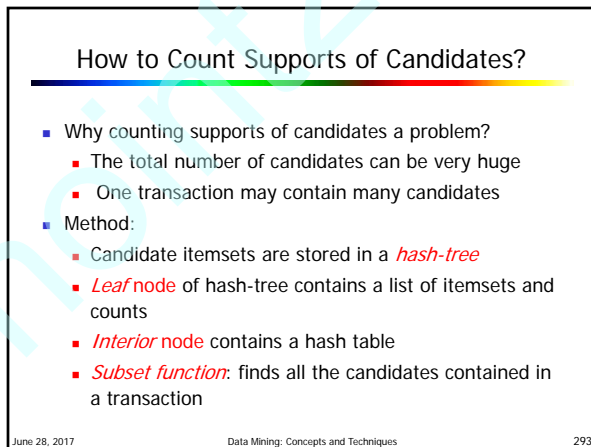 How to Count Supports of Candidates?
Why counting supports of candidates a problem?
The total number of candidates can be very huge
One transaction may contain many candidates
Method:
Candidate itemsets are stored in a hash-tree
Leaf node of hash-tree contains a list of itemsets and
counts
Interior node contains a hash table
Subset function: finds all the candidates contained in
a transaction
June 28, 2017 Data Mining: Concepts and Techniques 293